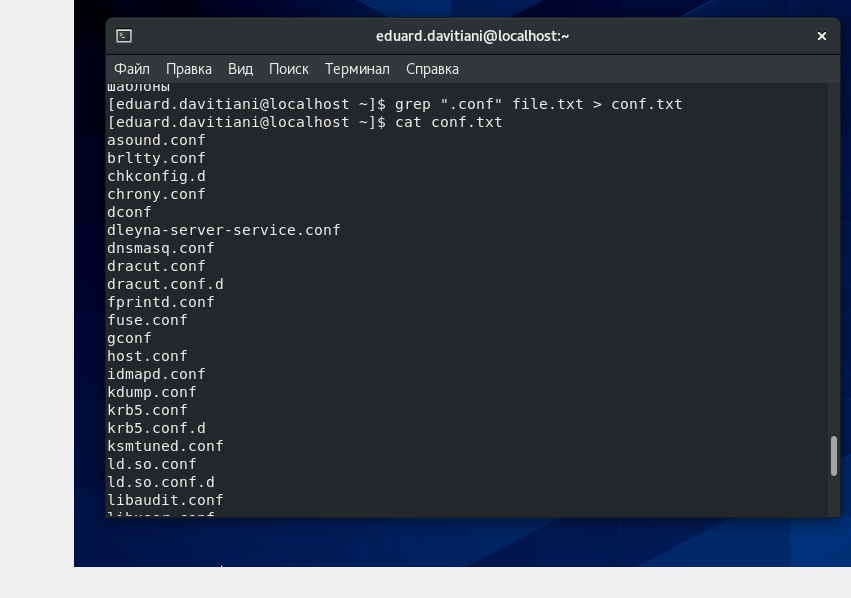 eduard.davitiani@localhost:~
Файл Правка Вид Поиск Терминал Справка
шаблоны
[eduard.davitiani@localhost ~]$ grep ".conf" file.txt > conf.txt
[eduard.davitiani@localhost ~]$ cat conf.txt
asound.conf
brltty.conf
chkconfig.d
chrony.conf
dconf
dleyna-server-service.conf
dnsmasq.conf
dracut.conf
dracut.conf.d
fprintd.conf
fuse.conf
gconf
host.conf
idmapd.conf
kdump.conf
krb5.conf
krb5.conf.d
ksmtuned.conf
ld.so.conf
ld.so.conf.d
libaudit.conf
libuser.conf